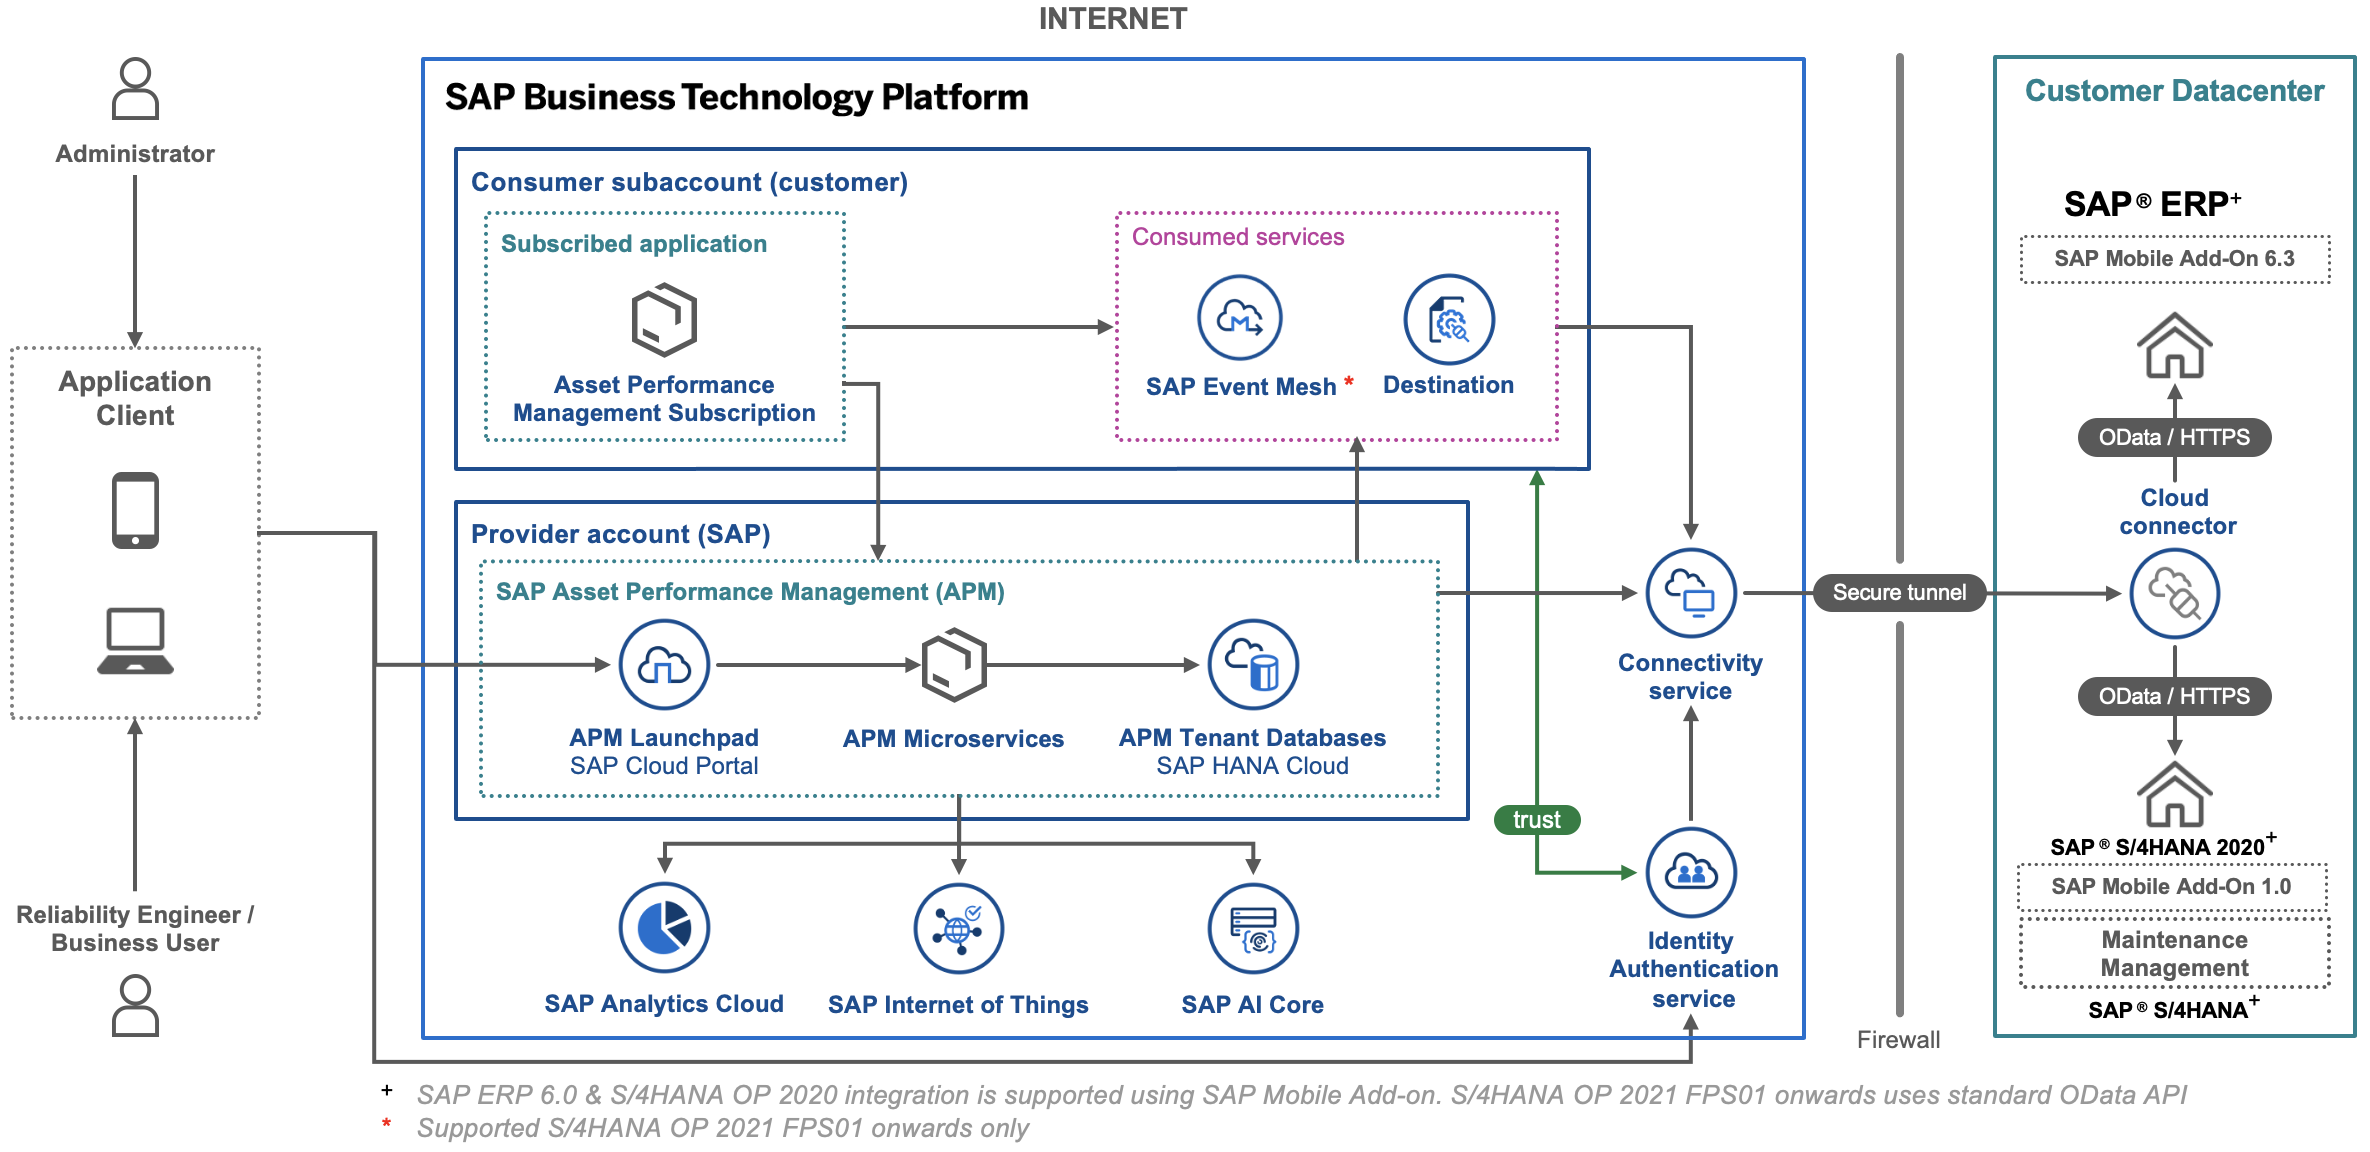 INTERNET
Administrator
Application
Client
Reliability Engineer /
Business User
SAP Business Technology Platform
Consumer subaccount (customer)
Subscribed application
Asset Performance
Management Subscription
Consumed services
SAP Event Mesh *
Destination
Provider account (SAP)
SAP Asset Performance Management (APM)
APM Launchpad
SAP Cloud Portal
APM Microservices
APM Tenant Databases
SAP HANA Cloud
SAP Analytics Cloud
SAP Internet of Things
SAP AI Core
trust
Connectivity
service
Identity
Authentication
service
Secure tunnel
Firewall
Customer Datacenter
SAP® ERP+
SAP Mobile Add-On 6.3
OData / HTTPS
Cloud
connector
OData / HTTPS
SAP® S/4HANA 2020+
SAP Mobile Add-On 1.0
Maintenance
Management
SAP® S/4HANA+
+ SAP ERP 6.0 & S/4HANA OP 2020 integration is supported using SAP Mobile Add-on. S/4HANA OP 2021 FPS01 onwards uses standard OData API
* Supported S/4HANA OP 2021 FPS01 onwards only